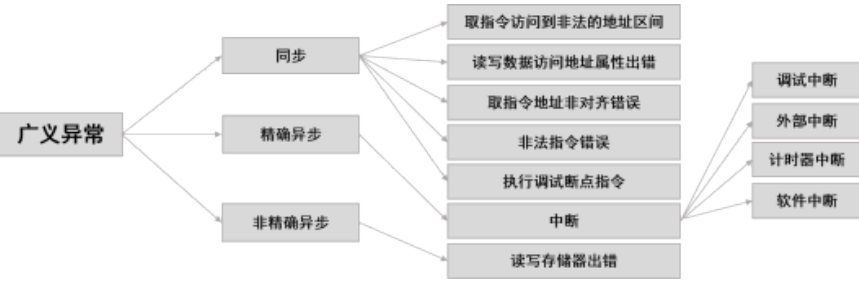 广义异常
同步
精确异步
非精确异步
取指令访问到非法的地址区间
读写数据访问地址属性出错
取指令地址非对齐错误
非法指令错误
执行调试断点指令
中断
读写存储器出错
调试中断
外部中断
计时器中断
软件中断